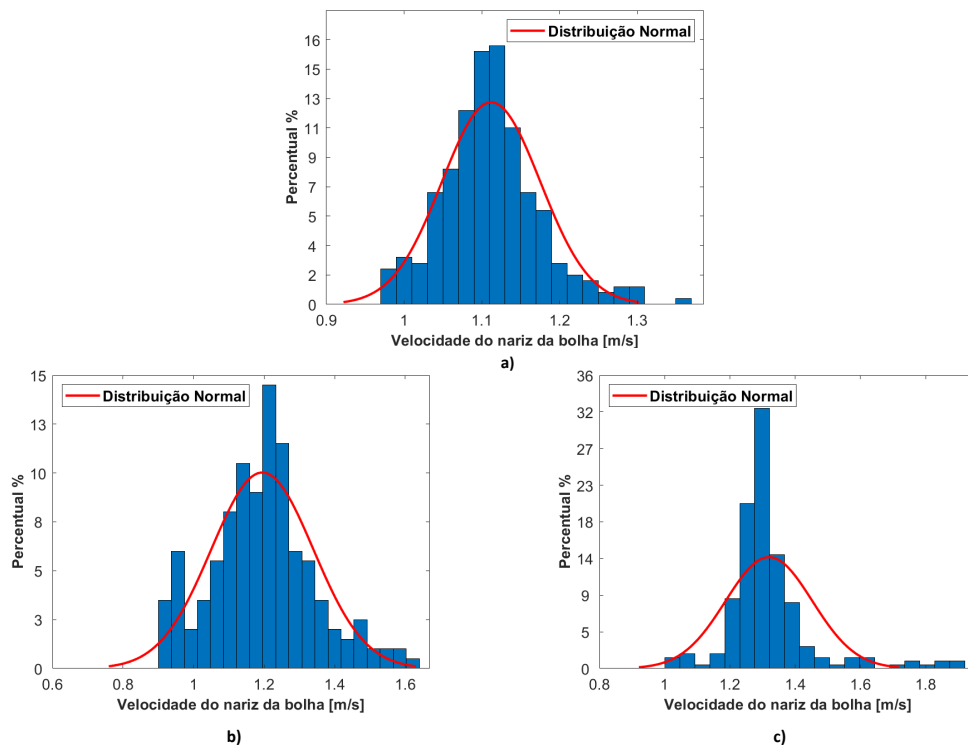 Distribuição Normal
Percentual %
16
15
13
11
9
7
5
4
2
0
0.9 1 1.1 1.2 1.3
Velocidade do nariz da bolha [m/s]
a)
Distribuição Normal
Percentual %
15
13
10
8
5
3
0
0.6 0.8 1 1.2 1.4 1.6
Velocidade do nariz da bolha [m/s]
b)
Distribuição Normal
Percentual %
36
32
27
23
18
14
9
5
0
0.8 1 1.2 1.4 1.6 1.8
Velocidade do nariz da bolha [m/s]
c)